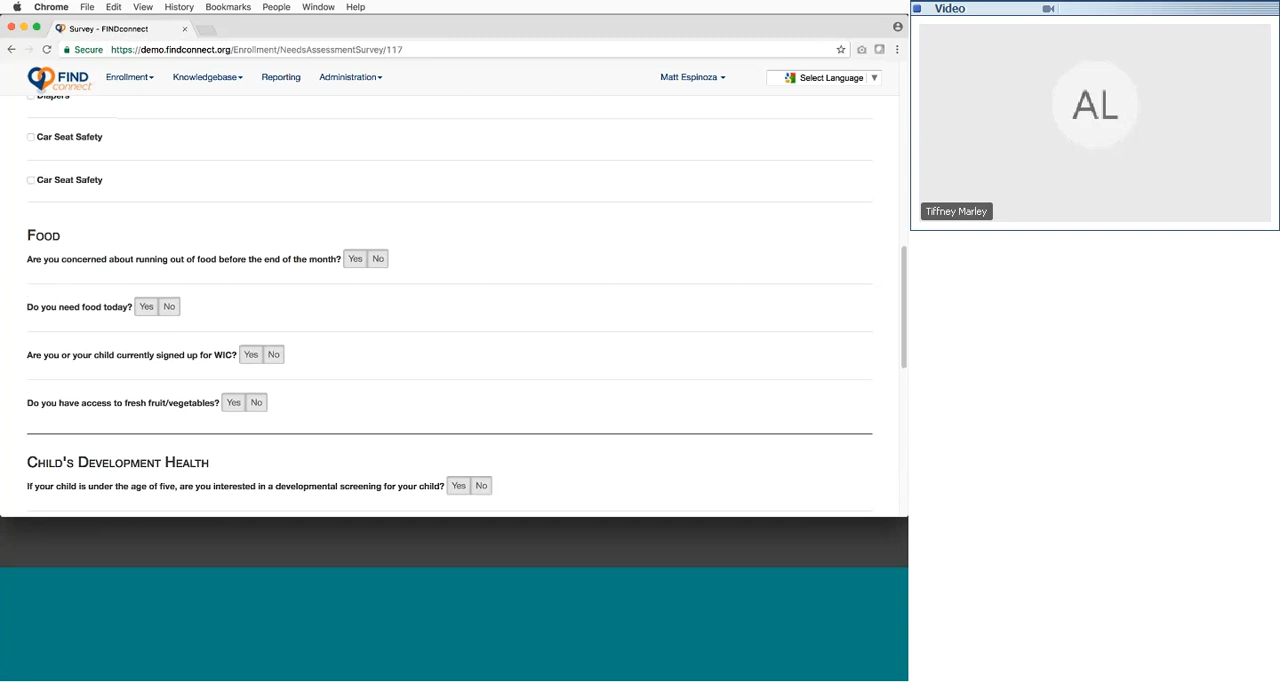 Chrome File Edit View History Bookmarks People Window Help
Video
Survey - FINDconnect
Secure https://demo.findconnect.org/Enrollment/NeedsAssessmentSurvey/117
FIND connect
Enrollment
Knowledgebase
Reporting
Administration
Matt Espinoza
Select Language
Diapers
Car Seat Safety
Car Seat Safety
Food
Are you concerned about running out of food before the end of the month? Yes No
Do you need food today? Yes No
Are you or your child currently signed up for WIC? Yes No
Do you have access to fresh fruit/vegetables? Yes No
Child's Development Health
If your child is under the age of five, are you interested in a developmental screening for your child? Yes No
AL
Tiffney Marley